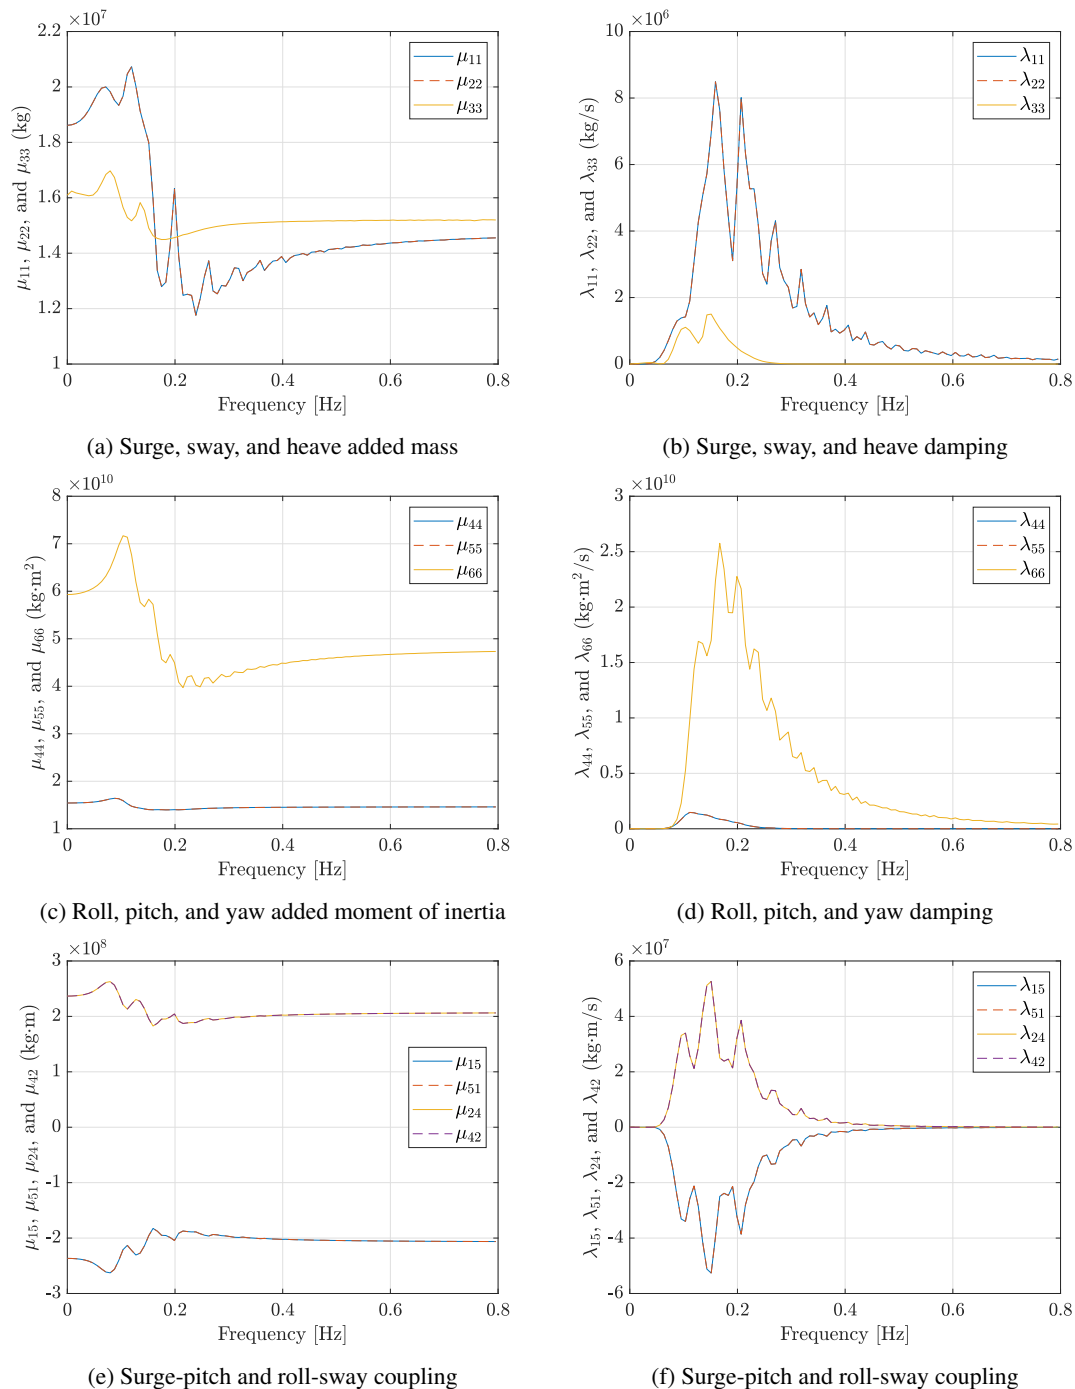 ×10⁷
2.2
2
1.8
1.6
1.4
1.2
1
0
0.2
0.4
0.6
0.8
μ₁₁, μ₂₂, and μ₃₃ (kg)
Frequency [Hz]
μ₁₁
μ₂₂
μ₃₃
(a) Surge, sway, and heave added mass
×10⁶
10
8
6
4
2
0
0
0.2
0.4
0.6
0.8
λ₁₁, λ₂₂, and λ₃₃ (kg/s)
Frequency [Hz]
λ₁₁
λ₂₂
λ₃₃
(b) Surge, sway, and heave damping
×10¹⁰
8
7
6
5
4
3
2
1
0
0.2
0.4
0.6
0.8
μ₄₄, μ₅₅, and μ₆₆ (kg·m²)
Frequency [Hz]
μ₄₄
μ₅₅
μ₆₆
(c) Roll, pitch, and yaw added moment of inertia
×10¹⁰
3
2.5
2
1.5
1
0.5
0
0
0.2
0.4
0.6
0.8
λ₄₄, λ₅₅, and λ₆₆ (kg·m²/s)
Frequency [Hz]
λ₄₄
λ₅₅
λ₆₆
(d) Roll, pitch, and yaw damping
×10⁸
3
2
1
0
-1
-2
-3
0
0.2
0.4
0.6
0.8
μ₁₅, μ₅₁, μ₂₄, and μ₄₂ (kg·m)
Frequency [Hz]
μ₁₅
μ₅₁
μ₂₄
μ₄₂
(e) Surge-pitch and roll-sway coupling
×10⁷
6
4
2
0
-2
-4
-6
0
0.2
0.4
0.6
0.8
λ₁₅, λ₅₁, λ₂₄, and λ₄₂ (kg·m/s)
Frequency [Hz]
λ₁₅
λ₅₁
λ₂₄
λ₄₂
(f) Surge-pitch and roll-sway coupling